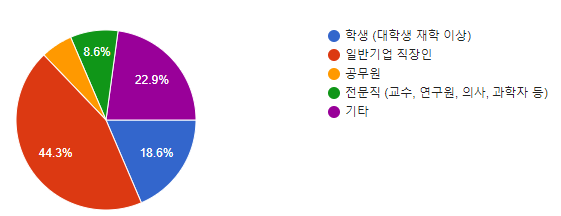 8.6%
22.9%
44.3%
18.6%
학생 (대학생 재학 이상)
일반기업 직장인
공무원
전문직 (교수, 연구원, 의사, 과학자 등)
기타